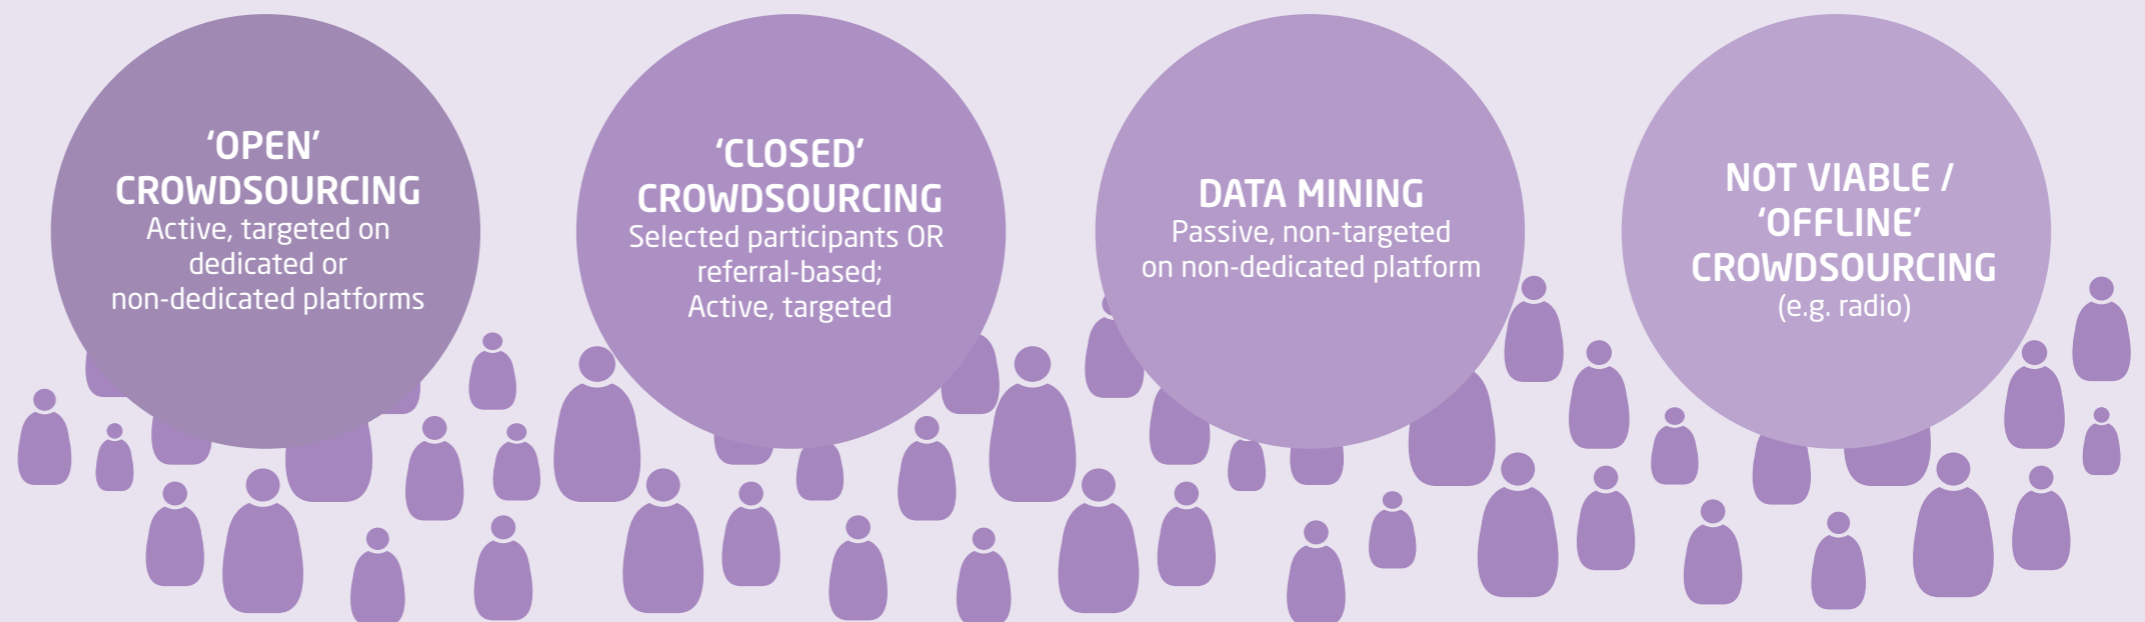 ‘OPEN’
CROWDSOURCING
Active, targeted on
dedicated or
non-dedicated platforms
‘CLOSED’
CROWDSOURCING
Selected participants OR
referral-based;
Active, targeted
DATA MINING
Passive, non-targeted
on non-dedicated platform
NOT VIABLE /
‘OFFLINE’
CROWDSOURCING
(e.g. radio)